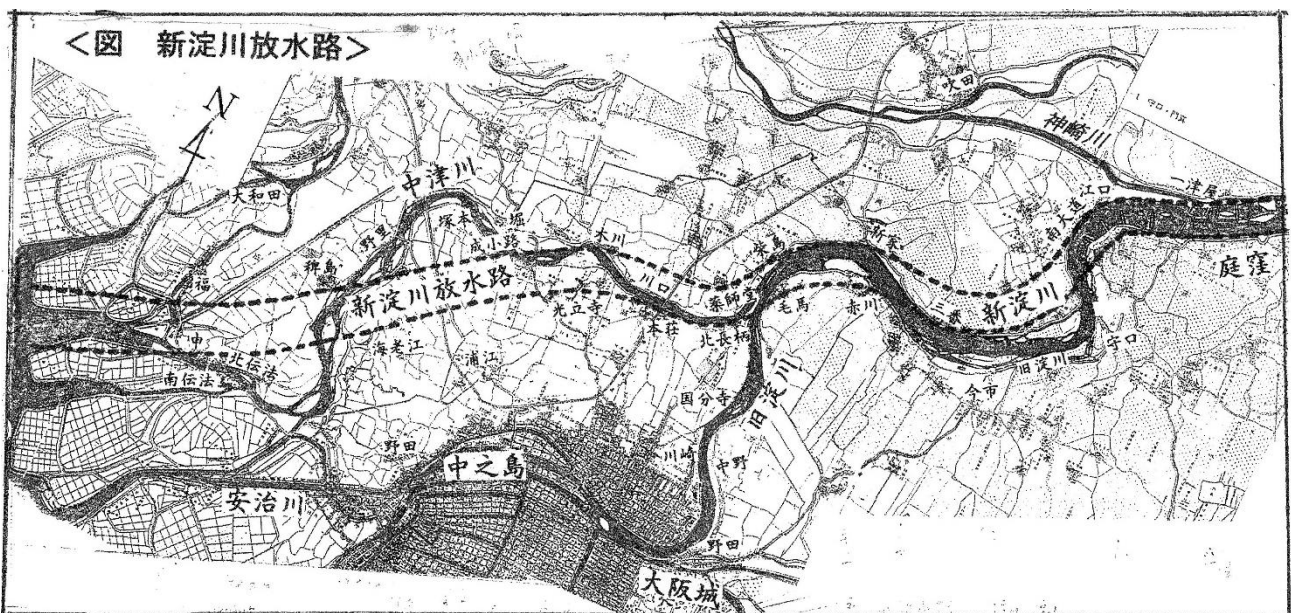 <図　新淀川放水路>
N
吹田
神崎川
一津屋
江口
南大道
大和田
中津川
塚本
堀
成小路
野里
木川
稗島
新淀川放水路
川口
柴島
薬師堂
新淀川
庭窪
福
光立寺
本荘
北長柄
毛馬
赤川
三番
中
北伝法
海老江
浦江
守口
旧淀川
今市
南伝法
国分寺
旧淀川
野田
中之島
川崎
中野
安治川
野田
大阪城